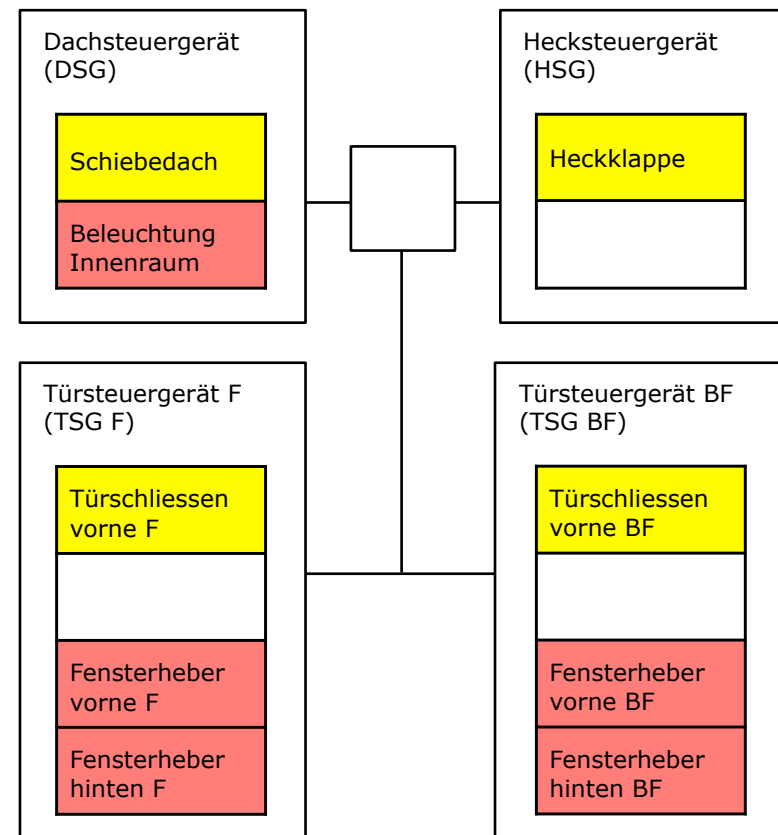 Dachsteuergerät
(DSG)
Schiebedach
Beleuchtung
Innenraum
Hecksteuergerät
(HSG)
Heckklappe
Türsteuergerät F
(TSG F)
Türschliessen
vorne F
Fensterheber
vorne F
Fensterheber
hinten F
Türsteuergerät BF
(TSG BF)
Türschliessen
vorne BF
Fensterheber
vorne BF
Fensterheber
hinten BF